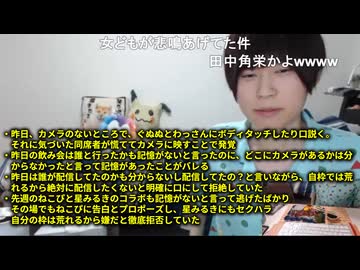 女どもが悲鳴あげてた件
田中角栄かよwwww
・昨日、カメラのないところで、ぐぬぬとわっさんにボディタッチしたり口説く。
それに気づいた同席者が慌ててカメラに映すことで発覚
・昨日の飲み会は誰と行ったかも記憶がないと言ったのに、どこにカメラがあるかは分
からなかったと言って記憶があったことがバレる
・昨日は誰が配信してたのかも分からないし配信してたの？と言いながら、自枠では荒
れるから絶対に配信したくないと明確に口にして拒絶していた
・先週のねこびと星みるきのコラボも記憶がないと言って逃げたばかり
その場でもねこびに告白とプロポーズし、星みるきにもセクハラ
自分の枠は荒れるから嫌だと徹底拒否していた